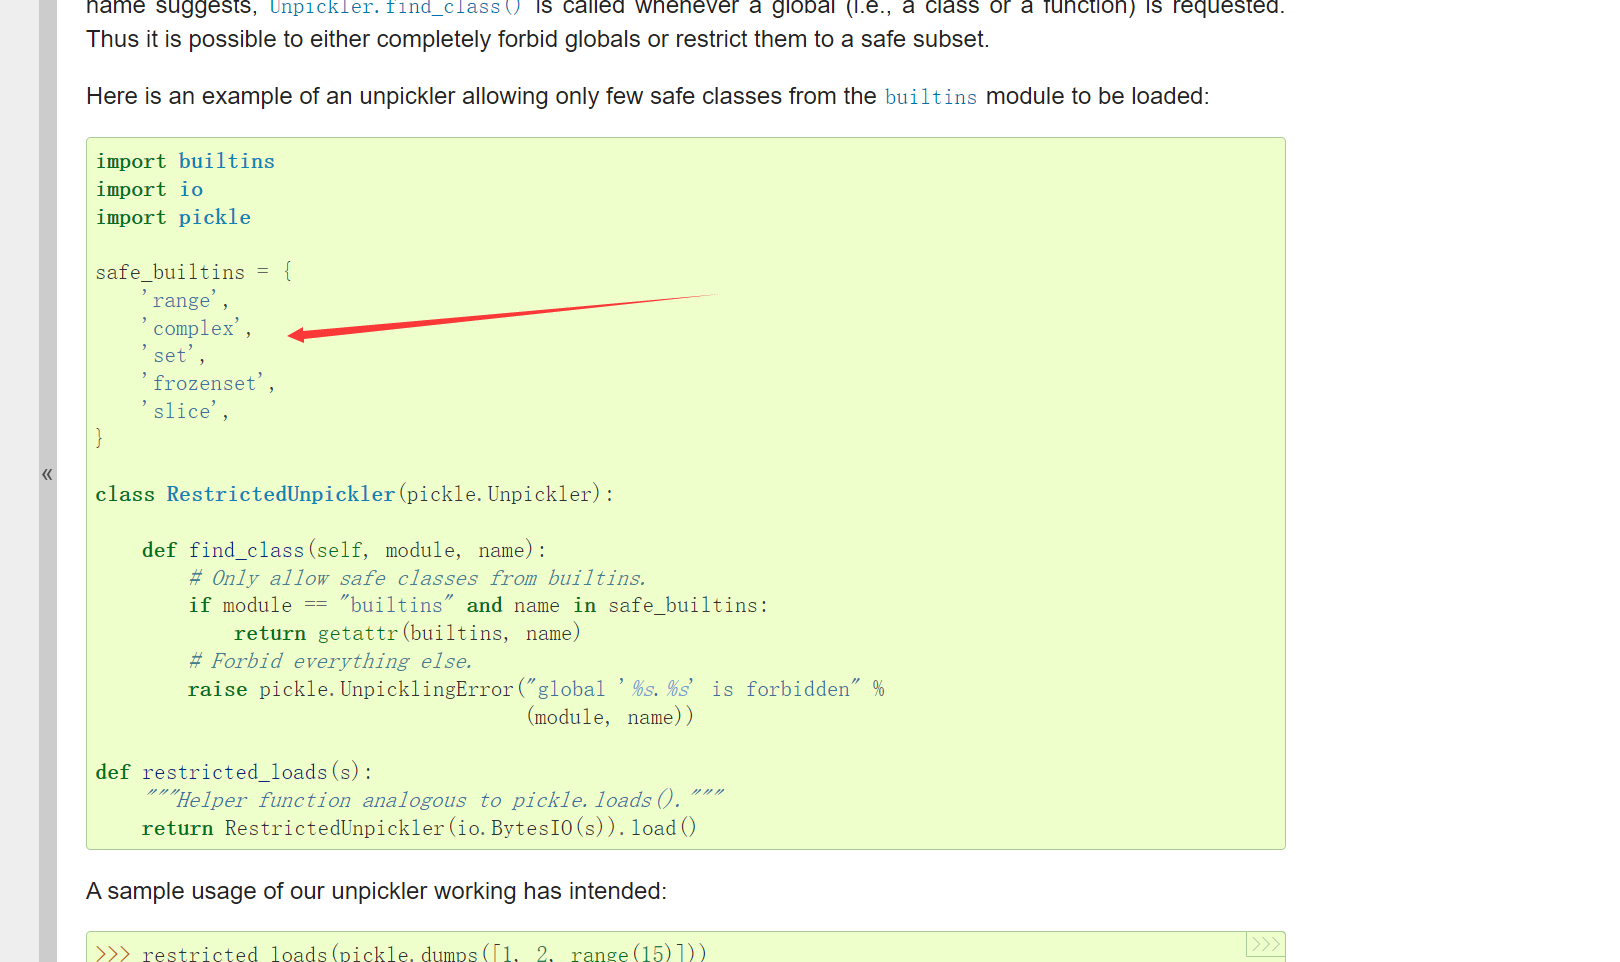 name suggests, Unpickler.find_class() is called whenever a global (i.e., a class or a function) is requested.
Thus it is possible to either completely forbid globals or restrict them to a safe subset.
Here is an example of an unpickler allowing only few safe classes from the builtins module to be loaded:
import builtins
import io
import pickle
safe_builtins = {
    'range',
    'complex',
    'set',
    'frozenset',
    'slice',
}
«
class RestrictedUnpickler(pickle.Unpickler):
    def find_class(self, module, name):
        # Only allow safe classes from builtins.
        if module == "builtins" and name in safe_builtins:
            return getattr(builtins, name)
        # Forbid everything else.
        raise pickle.UnpicklingError("global '%s.%s' is forbidden" %
                                     (module, name))
def restricted_loads(s):
    """Helper function analogous to pickle.loads()."""
    return RestrictedUnpickler(io.BytesIO(s)).load()
A sample usage of our unpickler working has intended:
>>>
>>> restricted_loads(pickle.dumps([1, 2, range(15)]))